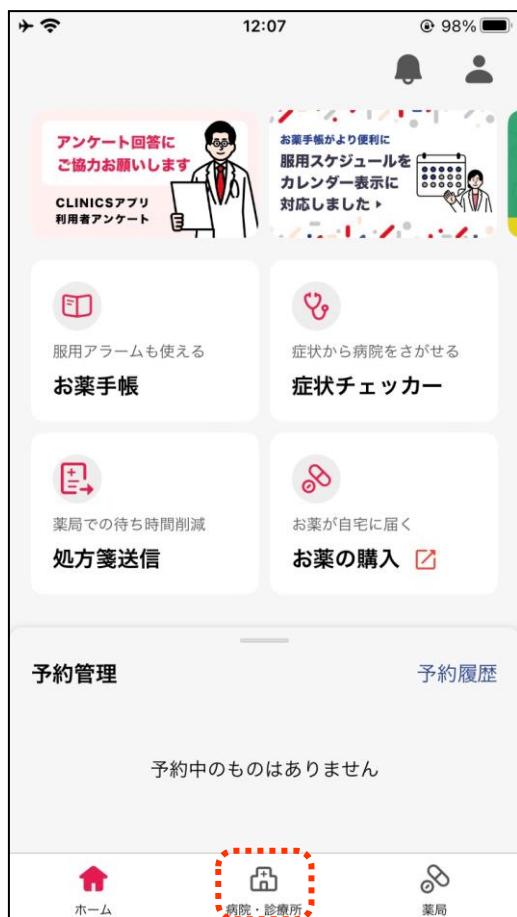 12:07
98%
アンケート回答に
ご協力お願いします
CLINICSアプリ
利用者アンケート
お薬手帳がより便利に
服用スケジュールを
カレンダー表示に
対応しました
服用アラームも使える
お薬手帳
症状から病院をさがせる
症状チェッカー
薬局での待ち時間削減
処方箋送信
お薬が自宅に届く
お薬の購入
予約管理
予約履歴
予約中のものはありません
ホーム
病院・診療所
薬局